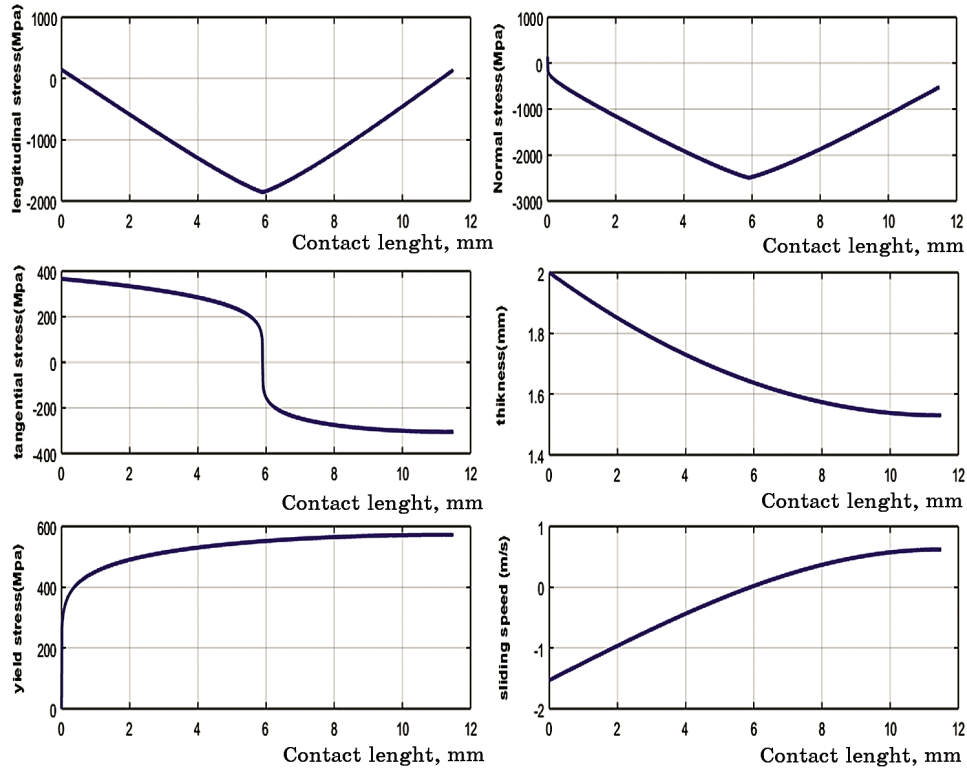 lengitudinal stress(Mpa)
1000
0
-1000
-2000
0 2 4 6 8 10 12
Contact lenght, mm
Normal stress(Mpa)
1000
0
-1000
-2000
-3000
0 2 4 6 8 10 12
Contact lenght, mm
tangential stress(Mpa)
400
200
0
-200
-400
0 2 4 6 8 10 12
Contact lenght, mm
thikness(mm)
2
1.8
1.6
1.4
0 2 4 6 8 10 12
Contact lenght, mm
yield stress(Mpa)
600
400
200
0
0 2 4 6 8 10 12
Contact lenght, mm
sliding speed (m/s)
1
0
-1
-2
0 2 4 6 8 10 12
Contact lenght, mm